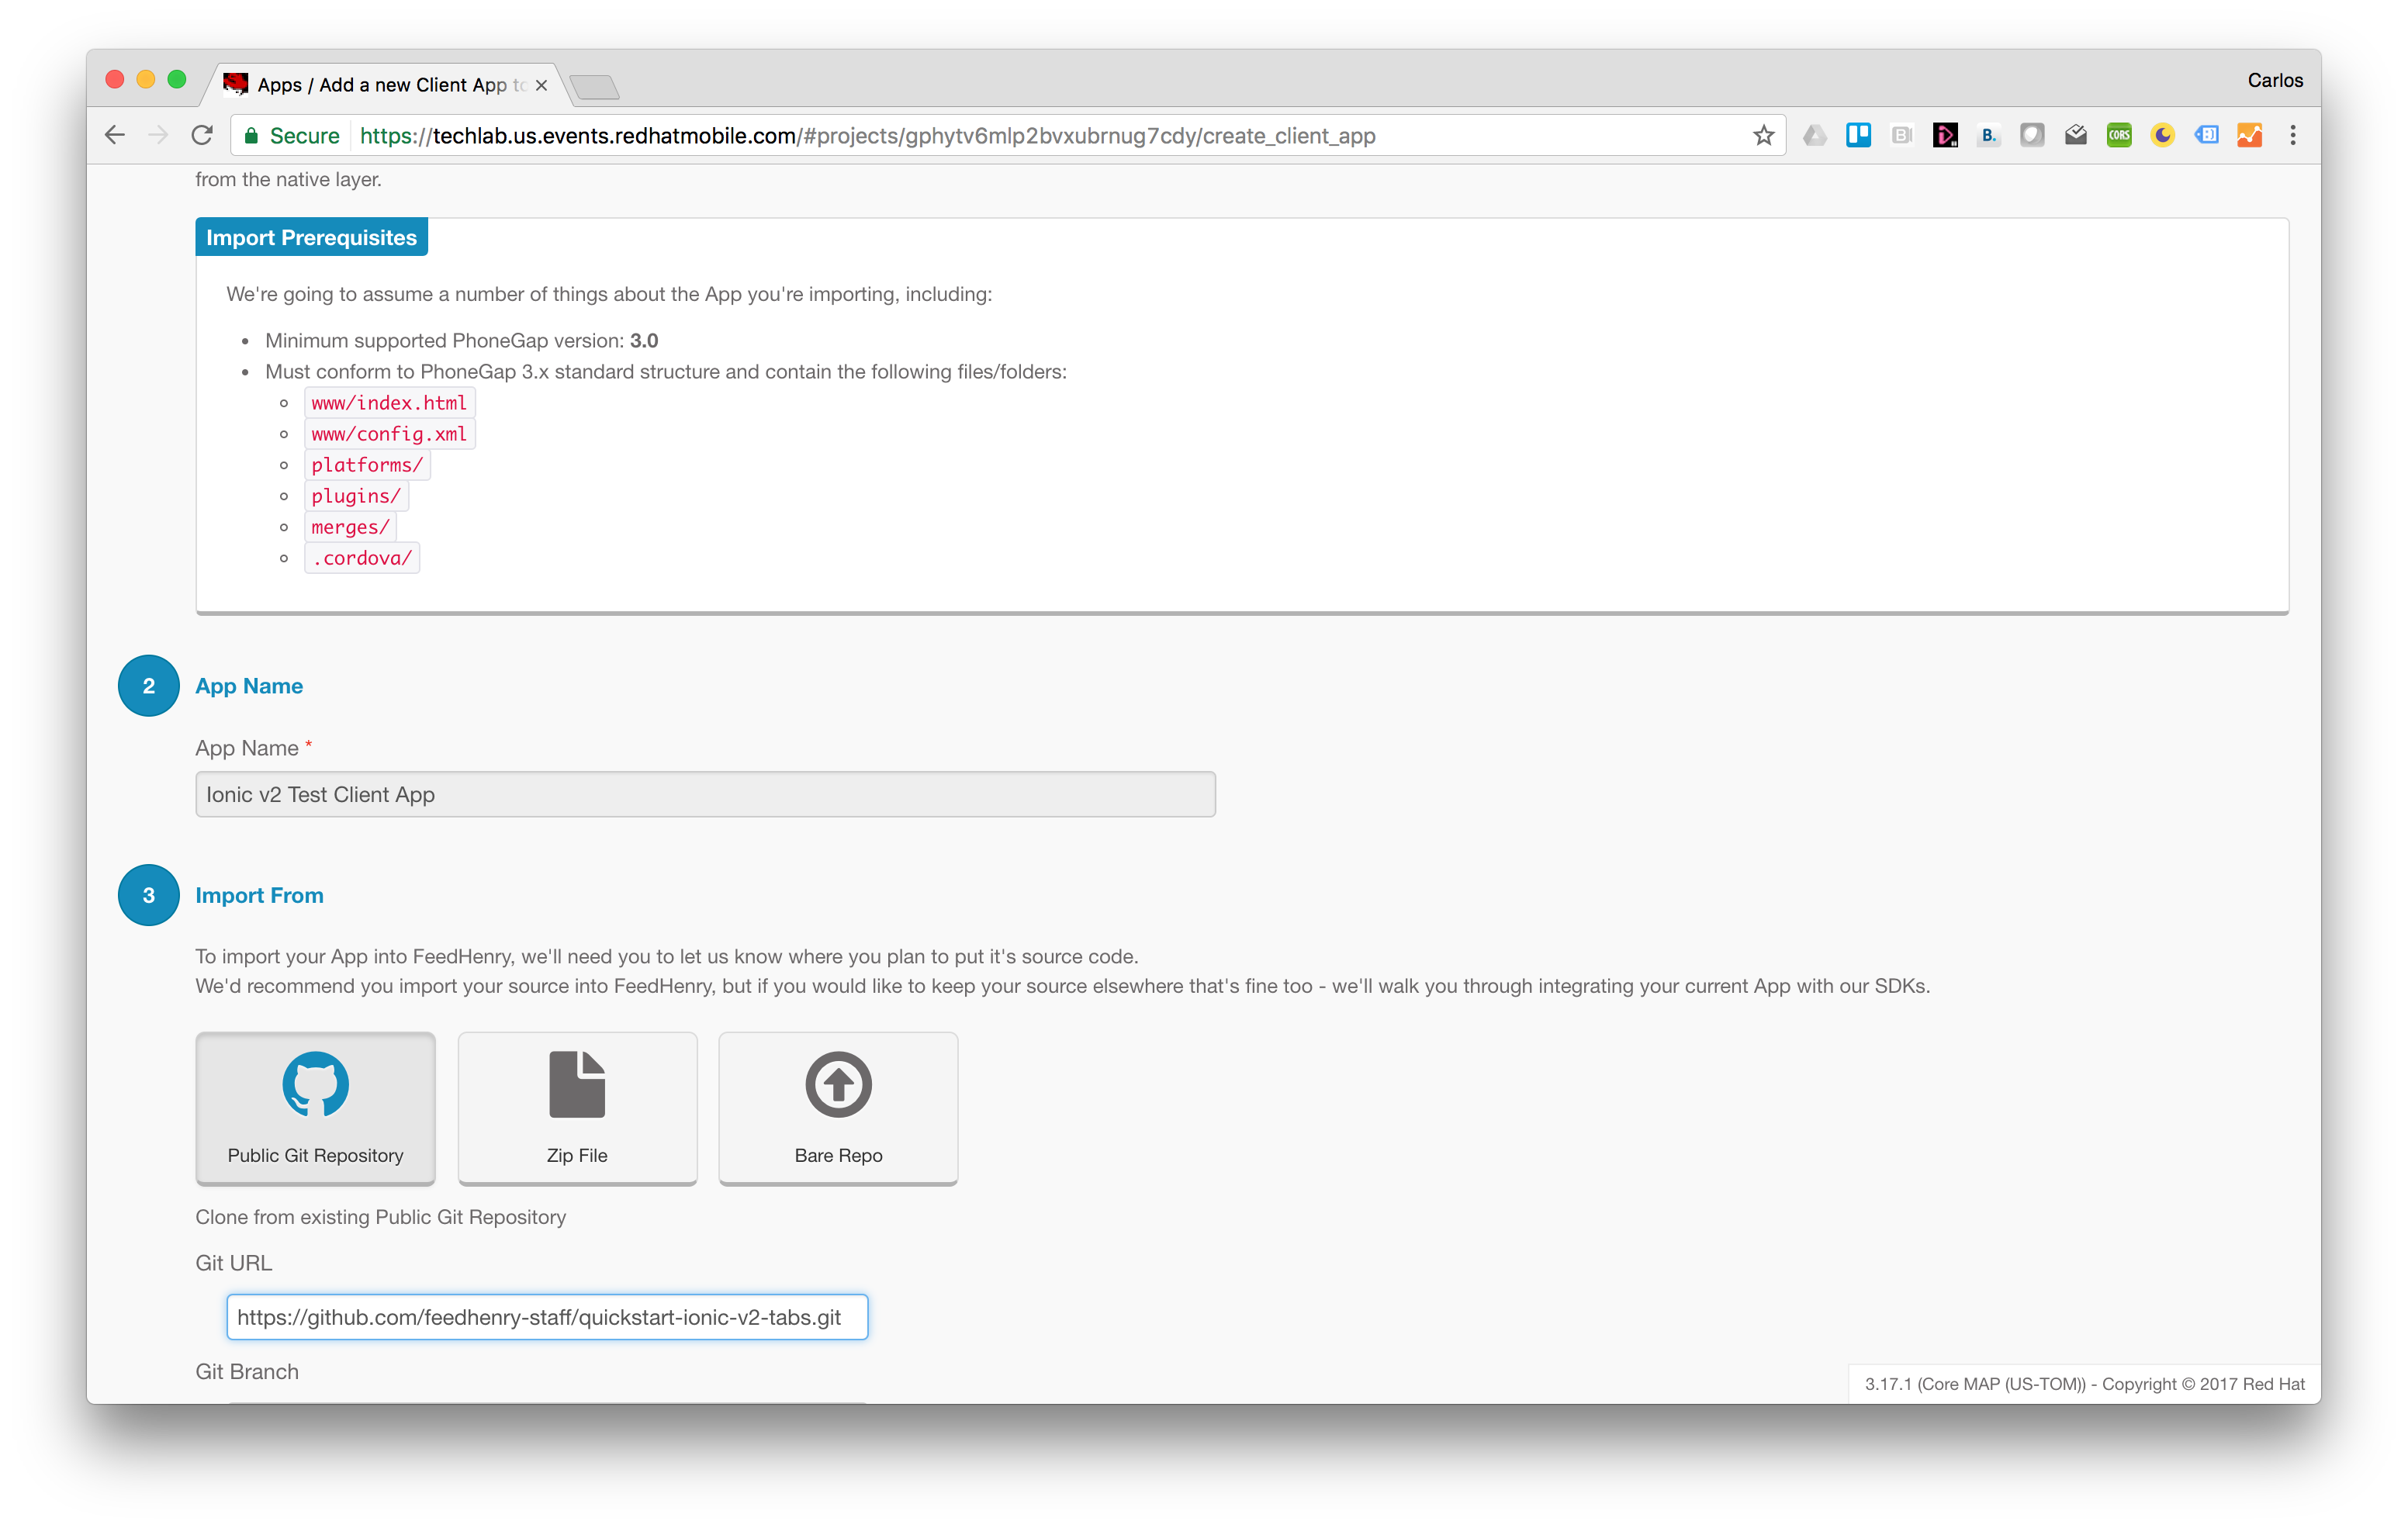 Apps / Add a new Client App to
Carlos
Secure https://techlab.us.events.redhatmobile.com/#projects/gphytv6mlp2bvxubrnug7cdy/create_client_app
B.
CORS
from the native layer.
Import Prerequisites
We're going to assume a number of things about the App you're importing, including:
Minimum supported PhoneGap version: 3.0
Must conform to PhoneGap 3.x standard structure and contain the following files/folders:
www/index.html
www/config.xml
platforms/
plugins/
merges/
.cordova/
2 App Name
App Name *
Ionic v2 Test Client App
3 Import From
To import your App into FeedHenry, we'll need you to let us know where you plan to put it's source code.
We'd recommend you import your source into FeedHenry, but if you would like to keep your source elsewhere that's fine too - we'll walk you through integrating your current App with our SDKs.
Public Git Repository
Zip File
Bare Repo
Clone from existing Public Git Repository
Git URL
https://github.com/feedhenry-staff/quickstart-ionic-v2-tabs.git
Git Branch
3.17.1 (Core MAP (US-TOM)) - Copyright © 2017 Red Hat